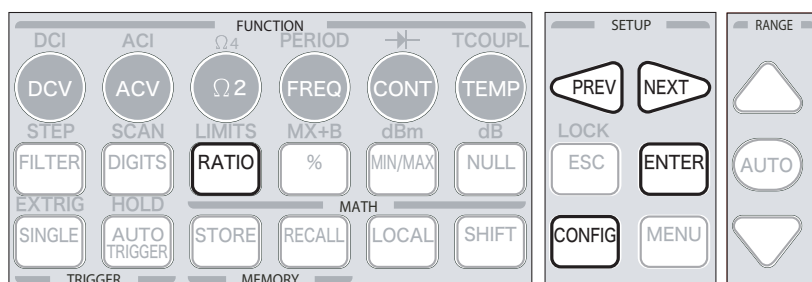 FUNCTION SETUP RANGE
DCI ACI Ω4 PERIOD TCOUPL
DCV ACV Ω2 FREQ CONT TEMP PREV NEXT
STEP SCAN LIMITS MX+B dBm dB LOCK
FILTER DIGITS RATIO % MIN/MAX NULL ESC ENTER AUTO
EXTRIG HOLD MATH
SINGLE AUTO TRIGGER STORE RECALL LOCAL SHIFT CONFIG MENU
TRIGGER MEMORY